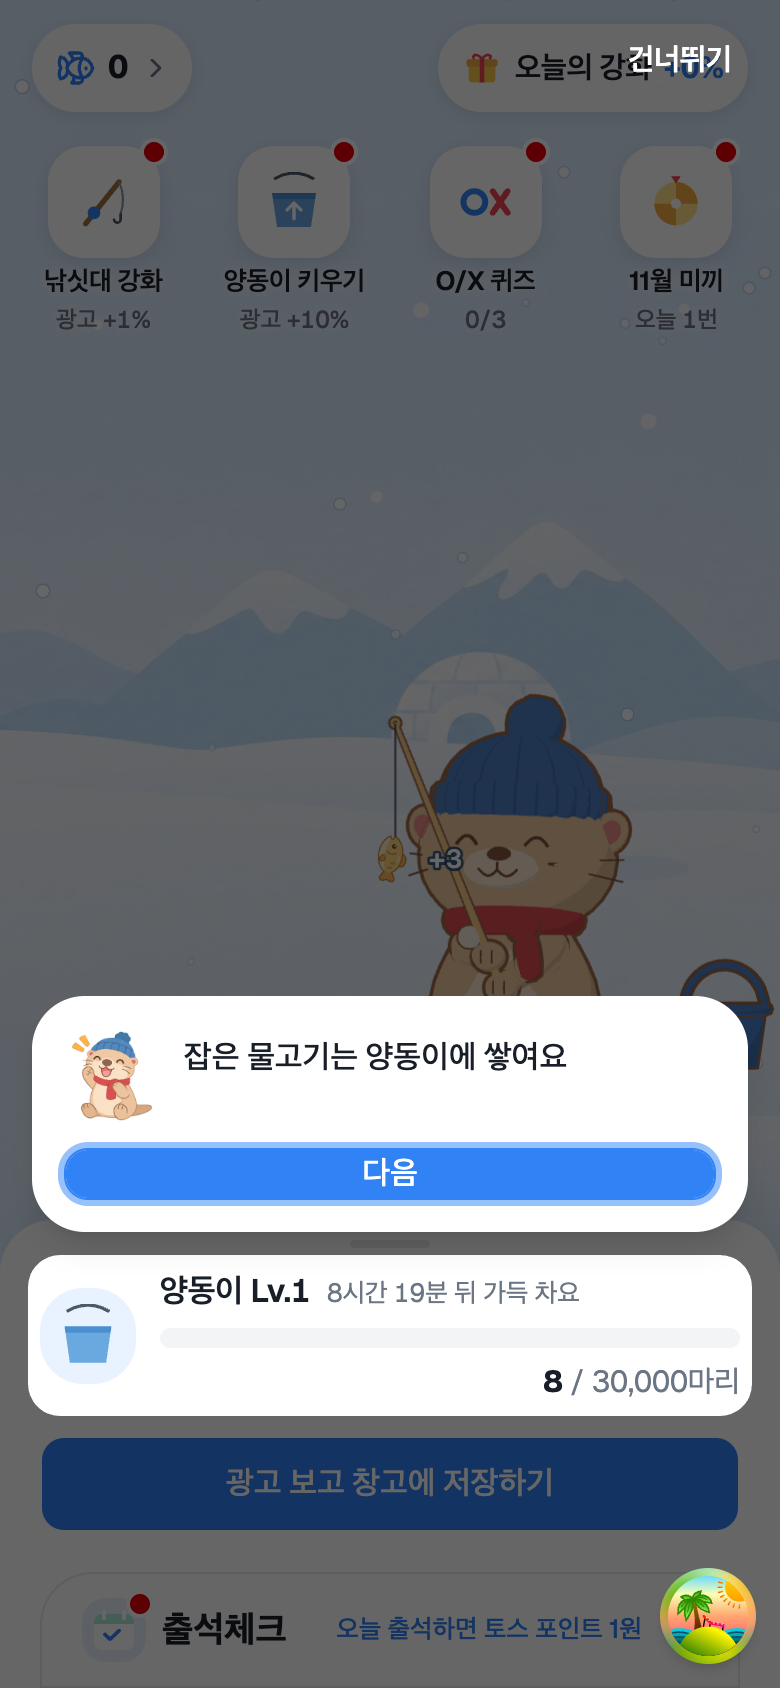 0
오늘의 강화 +0%
건너뛰기
낚싯대 강화
광고 +1%
양동이 키우기
광고 +10%
OX
O/X 퀴즈
0/3
11월 미끼
오늘 1번
+3
잡은 물고기는 양동이에 쌓여요
다음
양동이 Lv.1 8시간 19분 뒤 가득 차요
8 / 30,000마리
광고 보고 창고에 저장하기
출석체크 오늘 출석하면 토스 포인트 1원